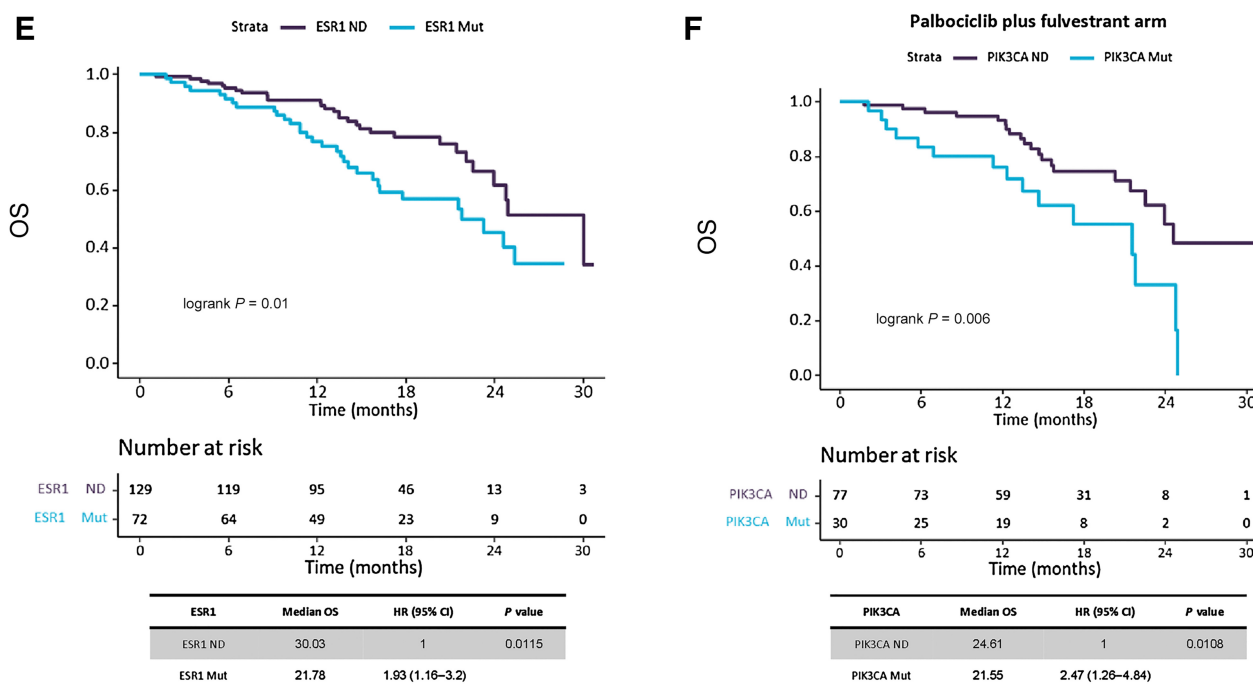 E
Strata ESR1 ND ESR1 Mut
OS
1.0
0.8
0.6
0.4
0.2
0.0
logrank P = 0.01
0 6 12 18 24 30
Time (months)
Number at risk
ESR1 ND 129 119 95 46 13 3
ESR1 Mut 72 64 49 23 9 0
0 6 12 18 24 30
Time (months)
ESR1 Median OS HR (95% CI) P value
ESR1 ND 30.03 1 0.0115
ESR1 Mut 21.78 1.93 (1.16–3.2)
F
Palbociclib plus fulvestrant arm
Strata PIK3CA ND PIK3CA Mut
OS
1.0
0.8
0.6
0.4
0.2
0.0
logrank P = 0.006
0 6 12 18 24 30
Time (months)
Number at risk
PIK3CA ND 77 73 59 31 8 1
PIK3CA Mut 30 25 19 8 2 0
0 6 12 18 24 30
Time (months)
PIK3CA Median OS HR (95% CI) P value
PIK3CA ND 24.61 1 0.0108
PIK3CA Mut 21.55 2.47 (1.26–4.84)